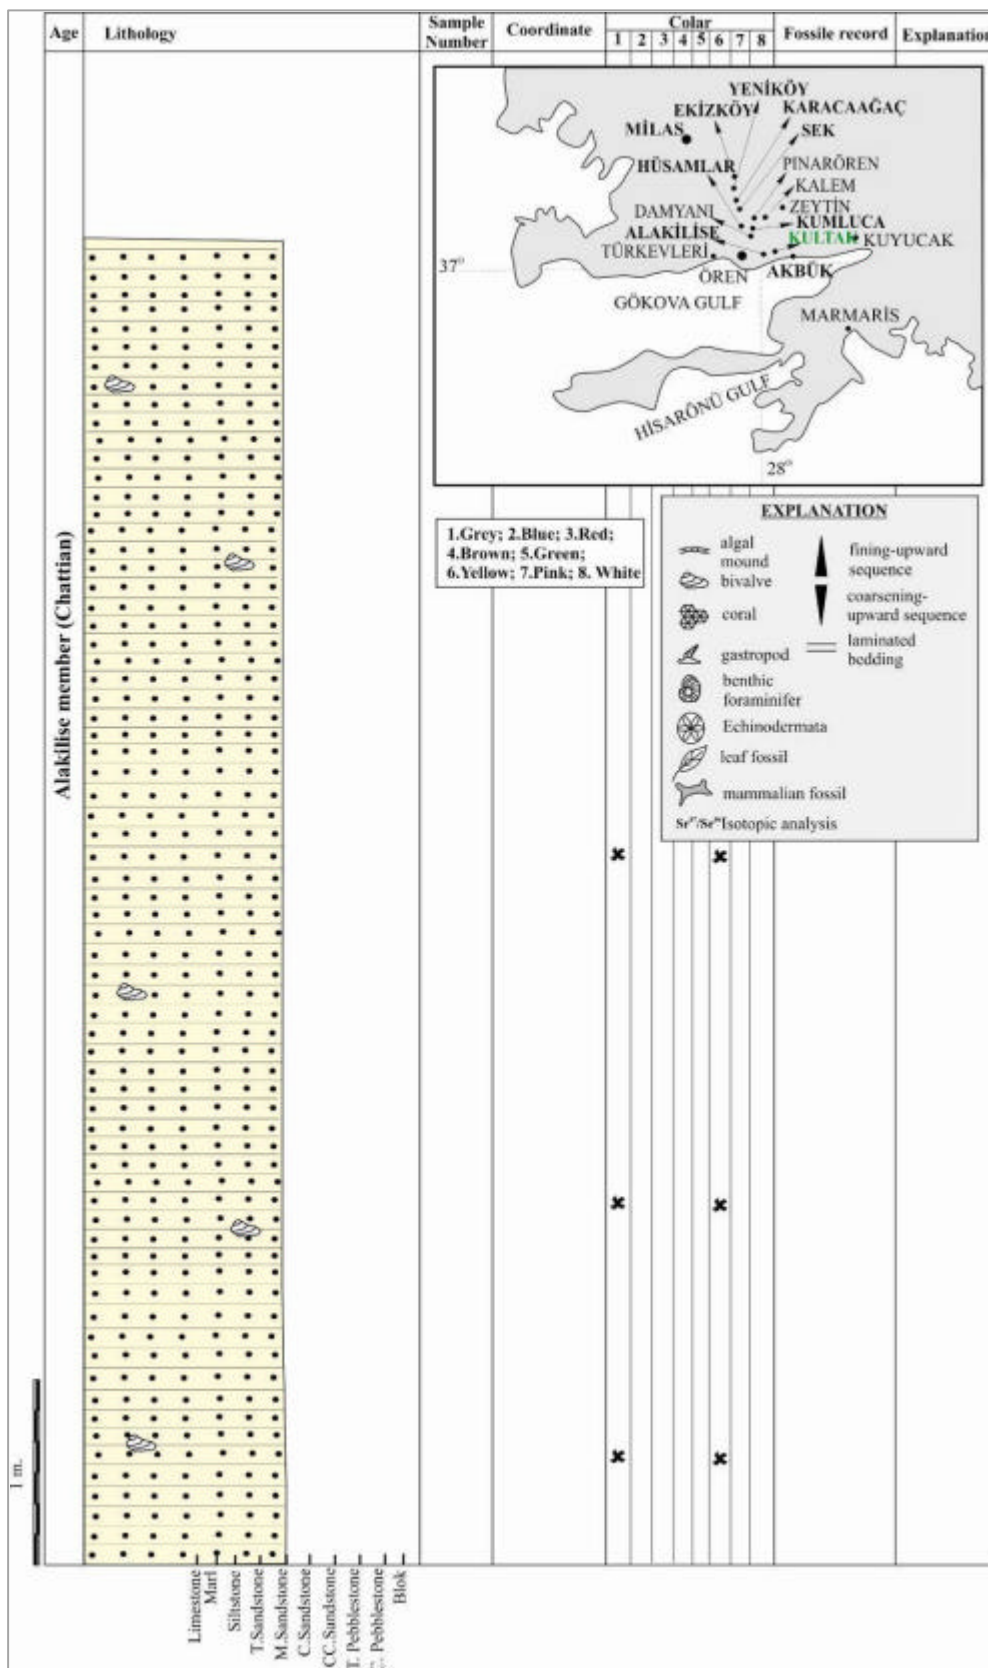 Age
Lithology
Sample
Number
Coordinate
Colar
1 2 3 4 5 6 7 8
Fossile record
Explanation
YENİKÖY
EKİZKÖY
KARACAAĞAÇ
MİLAS
SEK
HÜSAMLAR
PINARÖREN
KALEM
DAMYANI
ZEYTİN
ALAKİLİSE
KUMLUCA
KULTAK
KUYUCAK
TÜRKEVLERİ
37°
ÖREN
AKBÜK
GÖKOVA GULF
MARMARİS
HİSARÖNÜ GULF
28°
1.Grey; 2.Blue; 3.Red;
4.Brown; 5.Green;
6.Yellow; 7.Pink; 8. White
EXPLANATION
algal
mound
bivalve
coral
gastropod
benthic
foraminifer
Echinodermata
leaf fossil
mammalian fossil
Isotopic analysis
fining-upward
sequence
coarsening-
upward sequence
laminated
bedding
Alakilise member (Chattian)
1 m.
Limestone
Marl
Siltstone
T.Sandstone
M.Sandstone
C.Sandstone
CC.Sandstone
T. Pebblestone
Pebblestone
Blok